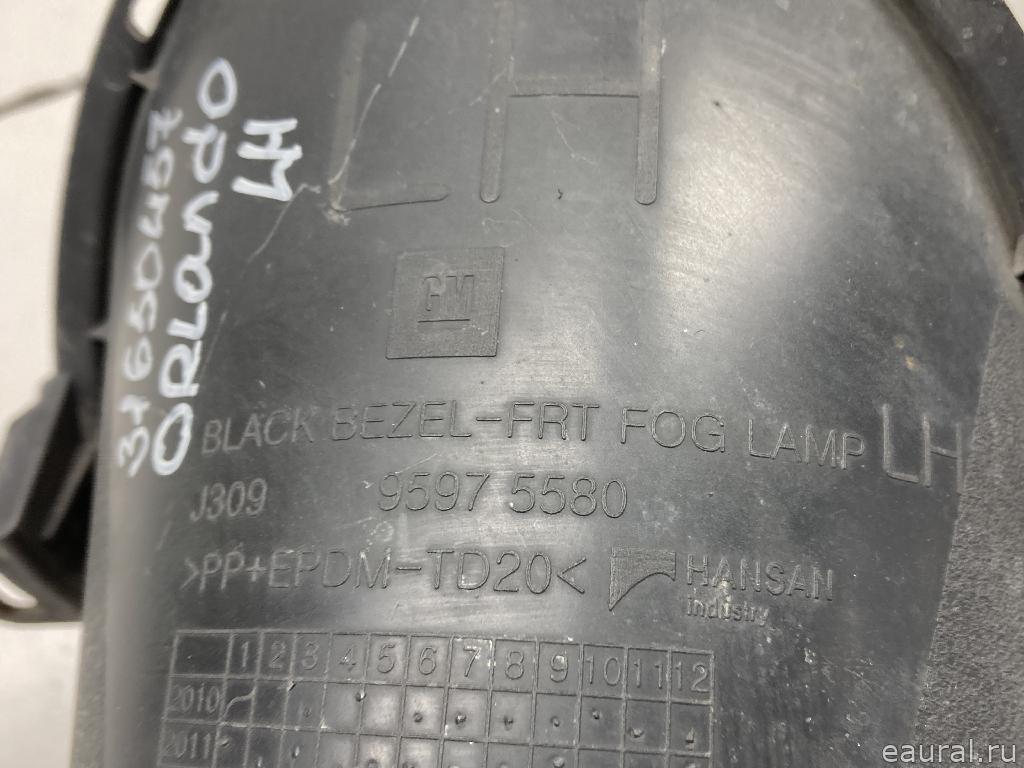 LH
31650457
ORLando
LH
GM
BLACK BEZEL-FRT FOG LAMP LH
J309 9597 5580
>PP+EPDM-TD20< HANSAN
industry
1 2 3 4 5 6 7 8 9 10 11 12
2010
2011
eaural.ru